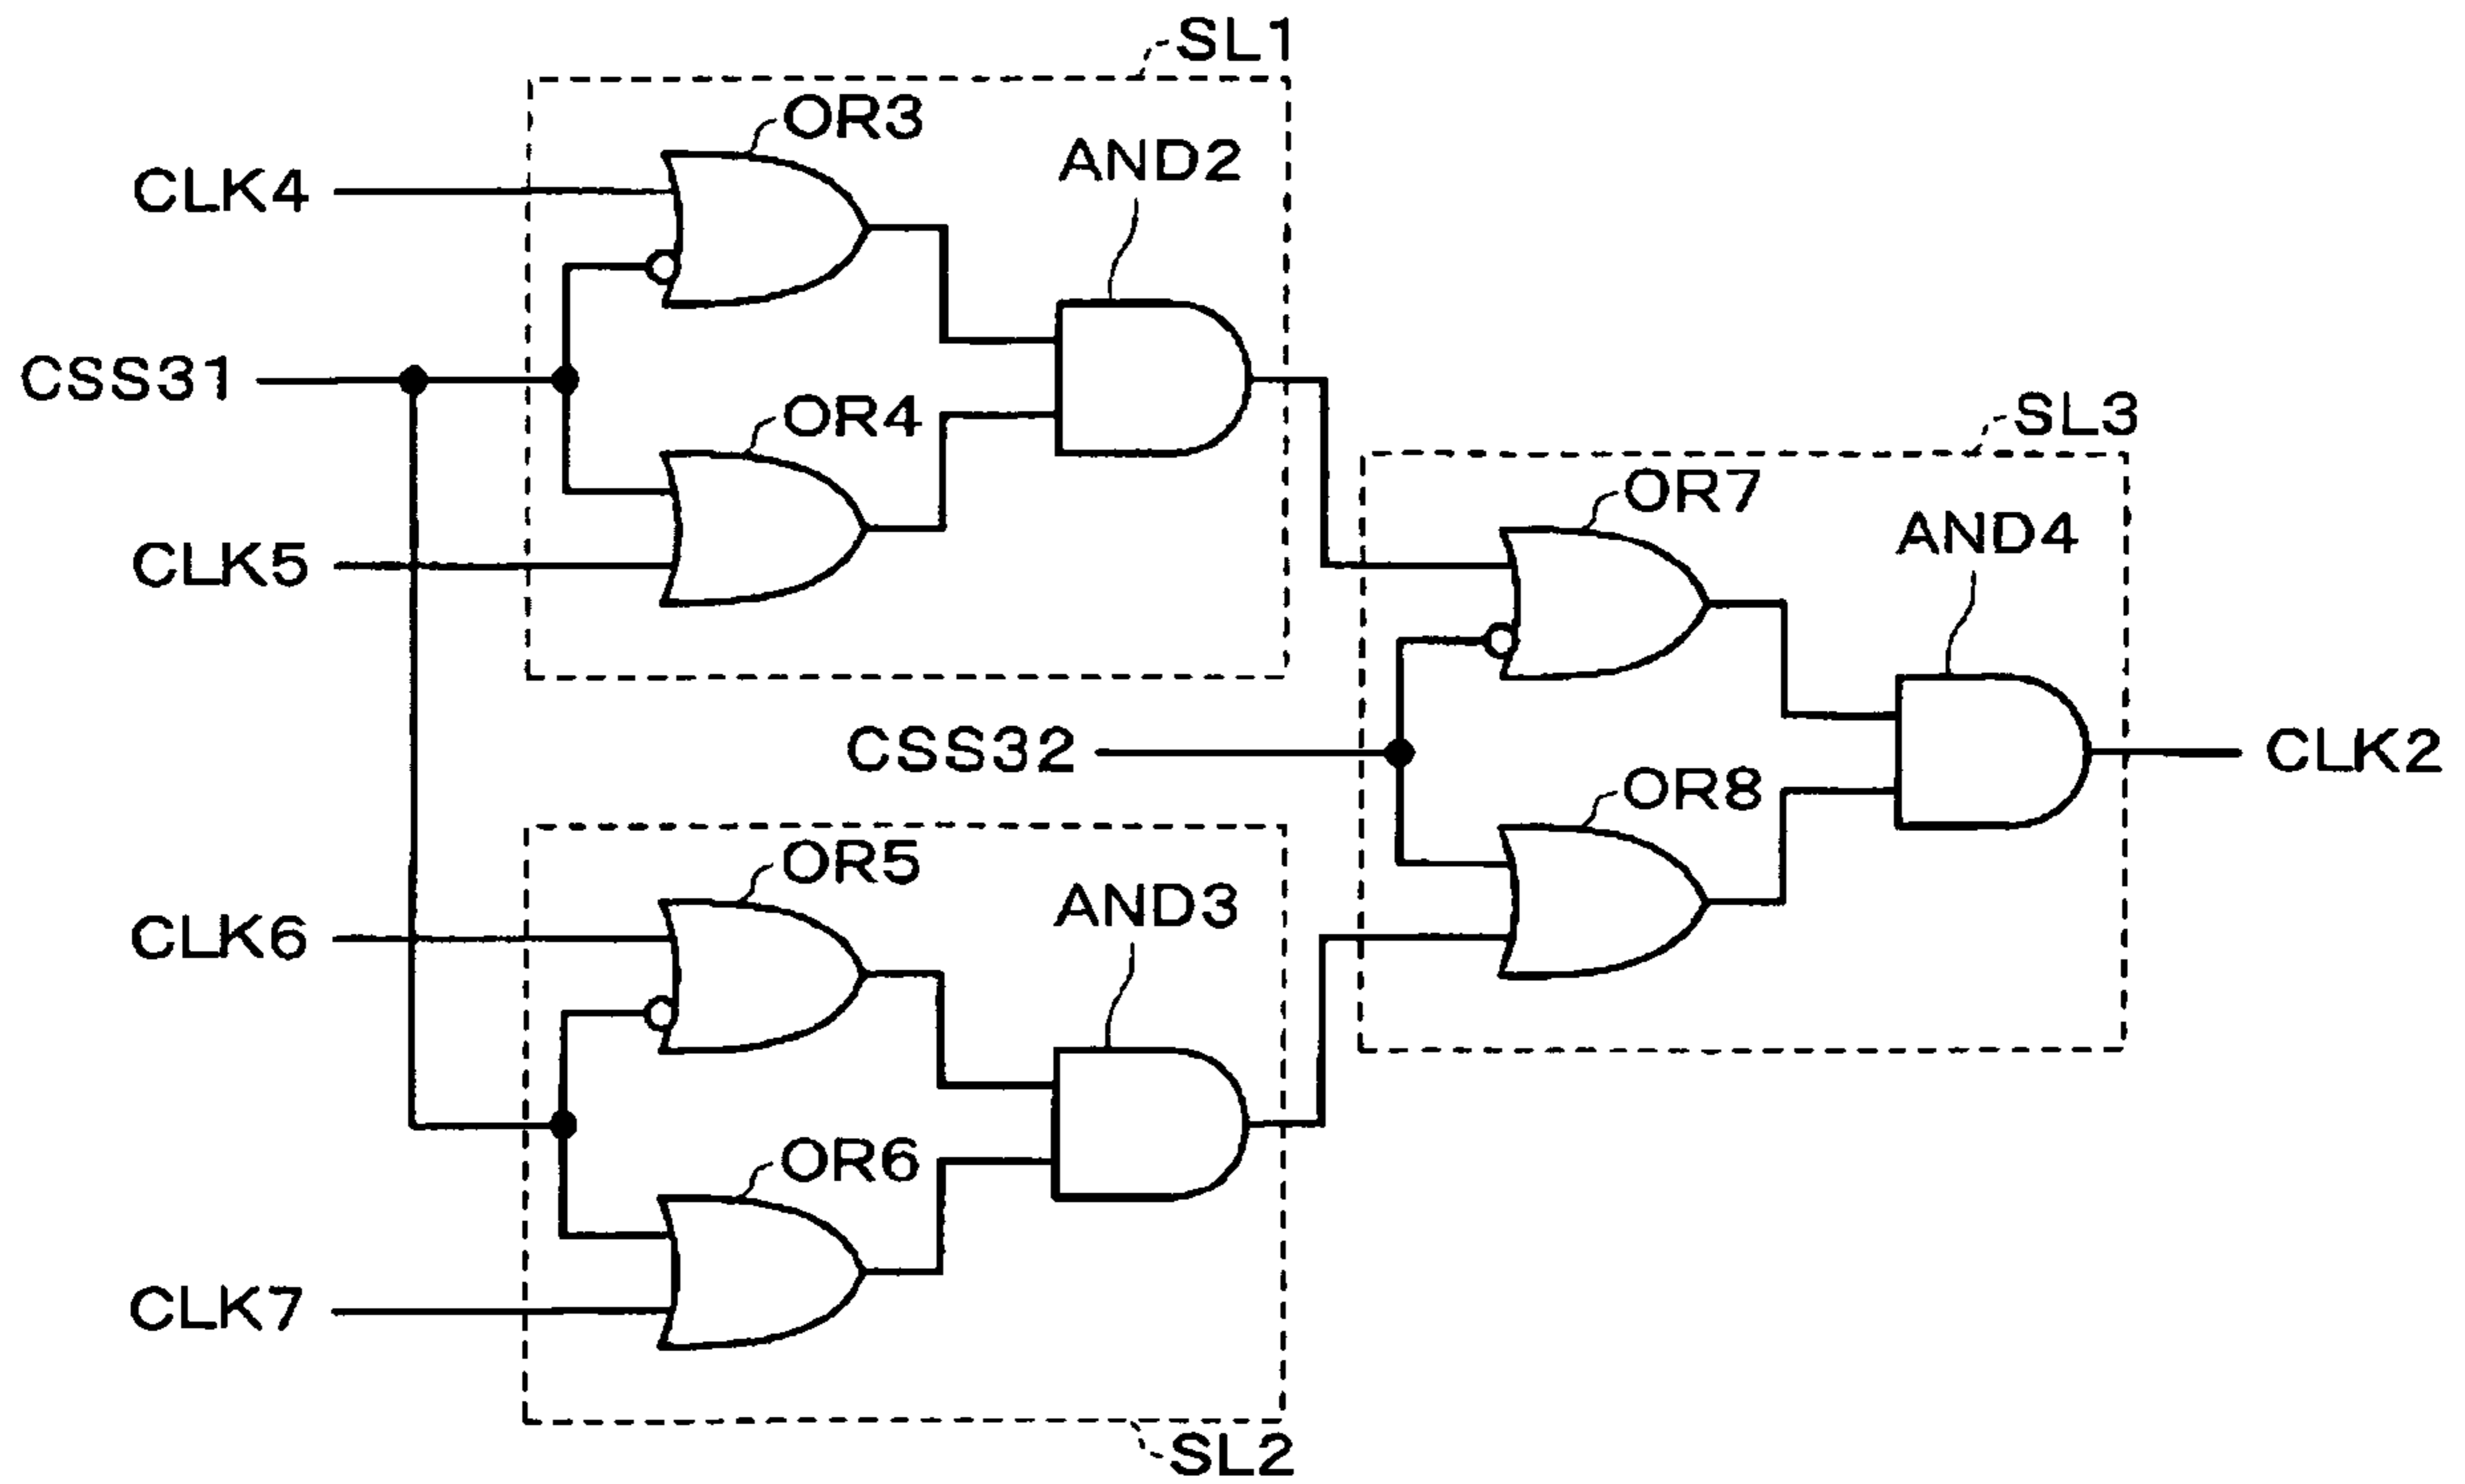 SL1
OR3
AND2
CLK4
CSS31
OR4
SL3
OR7
AND4
CLK5
CSS32
CLK2
OR8
OR5
AND3
CLK6
OR6
CLK7
SL2